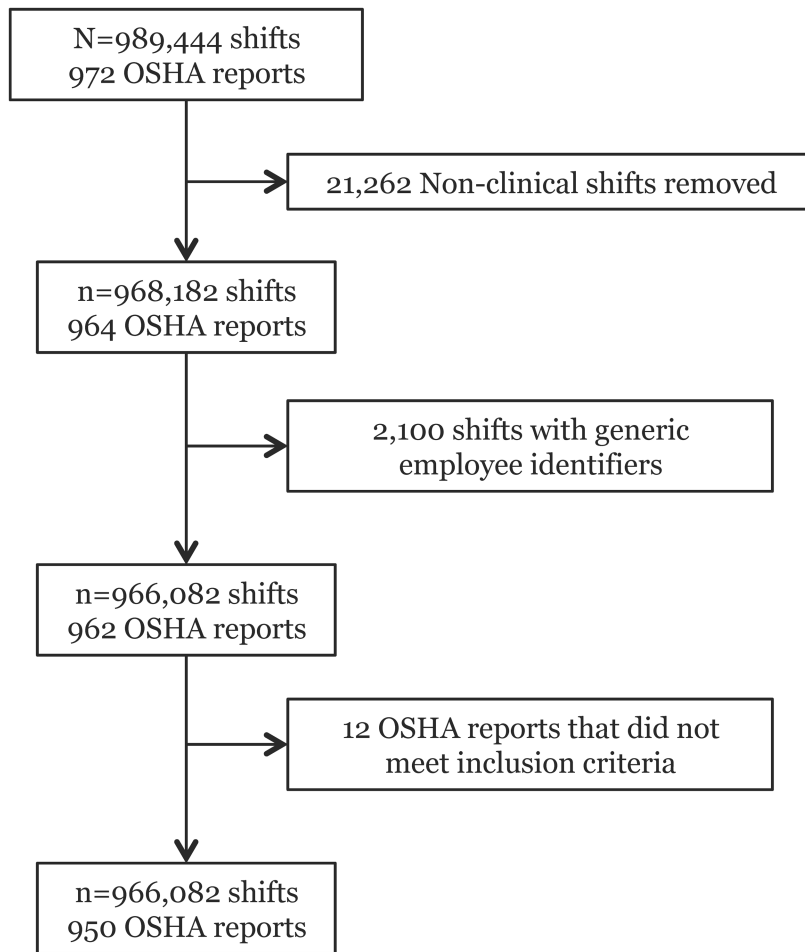 N=989,444 shifts
972 OSHA reports
21,262 Non-clinical shifts removed
n=968,182 shifts
964 OSHA reports
2,100 shifts with generic
employee identifiers
n=966,082 shifts
962 OSHA reports
12 OSHA reports that did not
meet inclusion criteria
n=966,082 shifts
950 OSHA reports